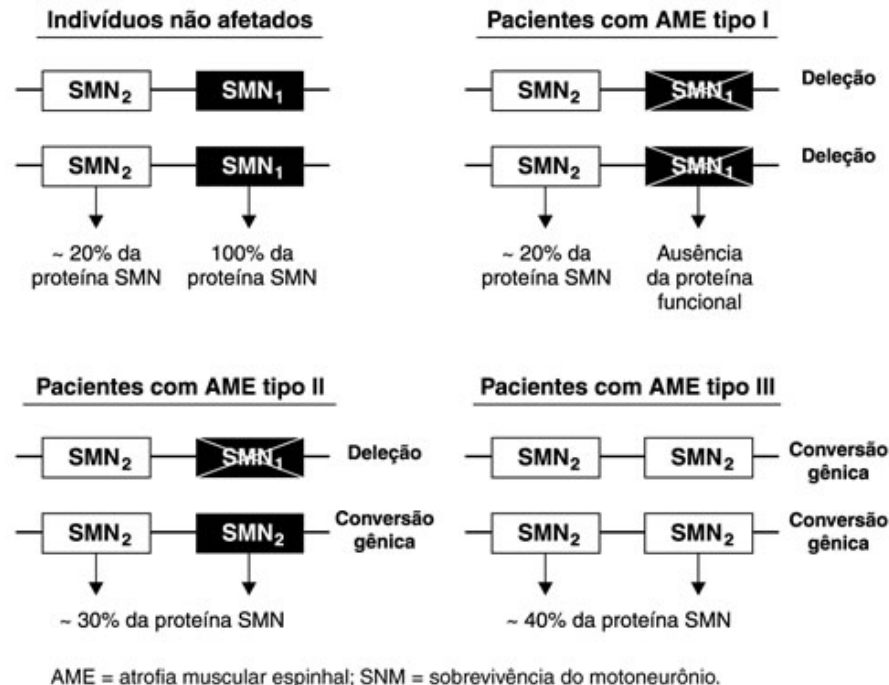 Indivíduos não afetados
SMN2
SMN1
SMN2
SMN1
~ 20% da
proteína SMN
100% da
proteína SMN
Pacientes com AME tipo I
SMN2
SMN1
Deleção
SMN2
SMN1
Deleção
~ 20% da
proteína SMN
Ausência
da proteína
funcional
Pacientes com AME tipo II
SMN2
SMN1
Deleção
SMN2
SMN2
Conversão
gênica
~ 30% da proteína SMN
Pacientes com AME tipo III
SMN2
SMN2
Conversão
gênica
SMN2
SMN2
Conversão
gênica
~ 40% da proteína SMN
AME = atrofia muscular espinhal; SNM = sobrevivência do motoneurônio.